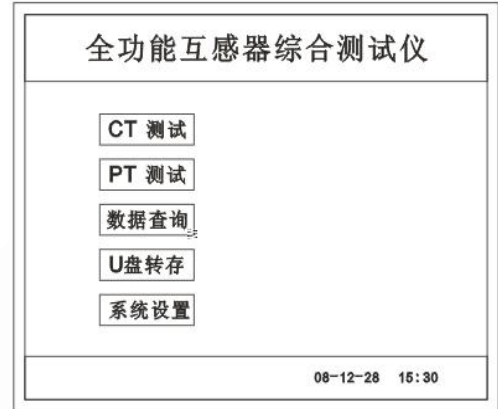 全功能互感器综合测试仪
CT 测试
PT 测试
数据查询
U盘转存
系统设置
08-12-28 15:30